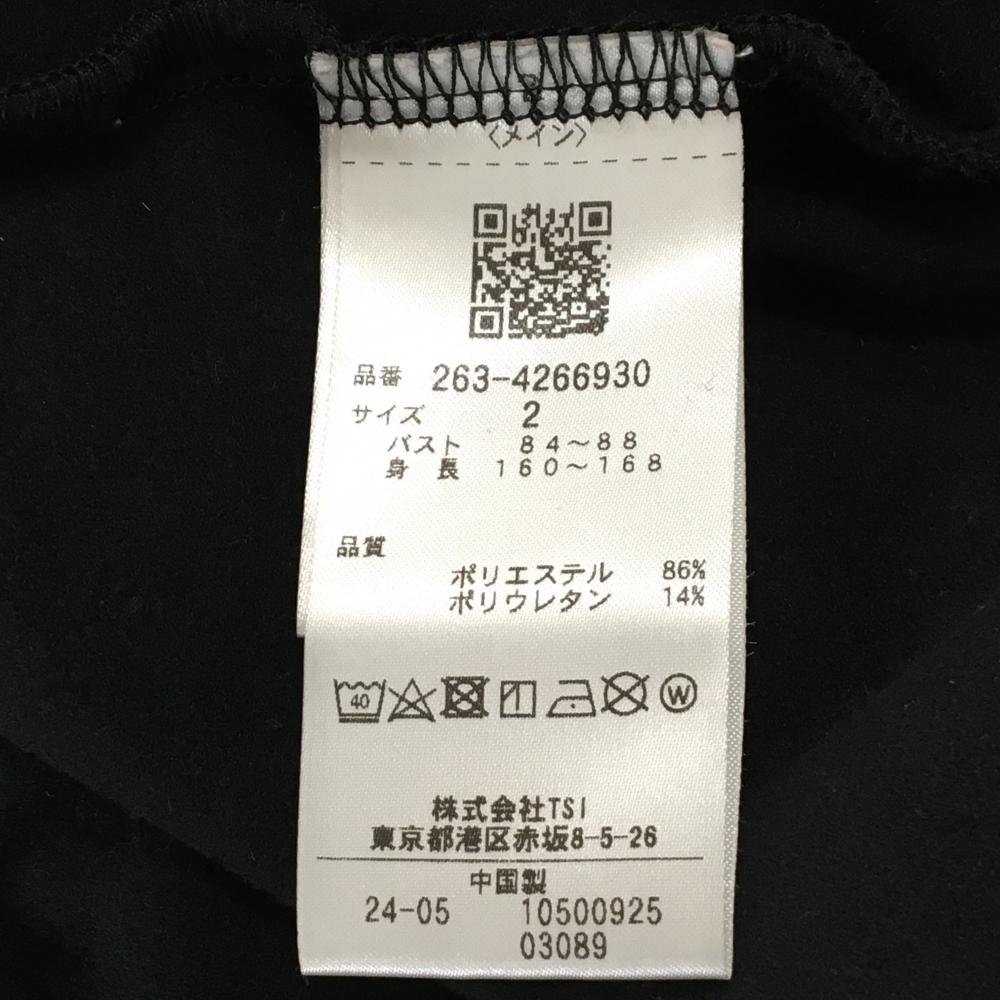 〈メイン〉
品番 263-4266930
サイズ 2
バスト 84～88
身長 160～168
品質
ポリエステル 86%
ポリウレタン 14%
40 W
株式会社TSI
東京都港区赤坂8-5-26
中国製
24-05 10500925
03089